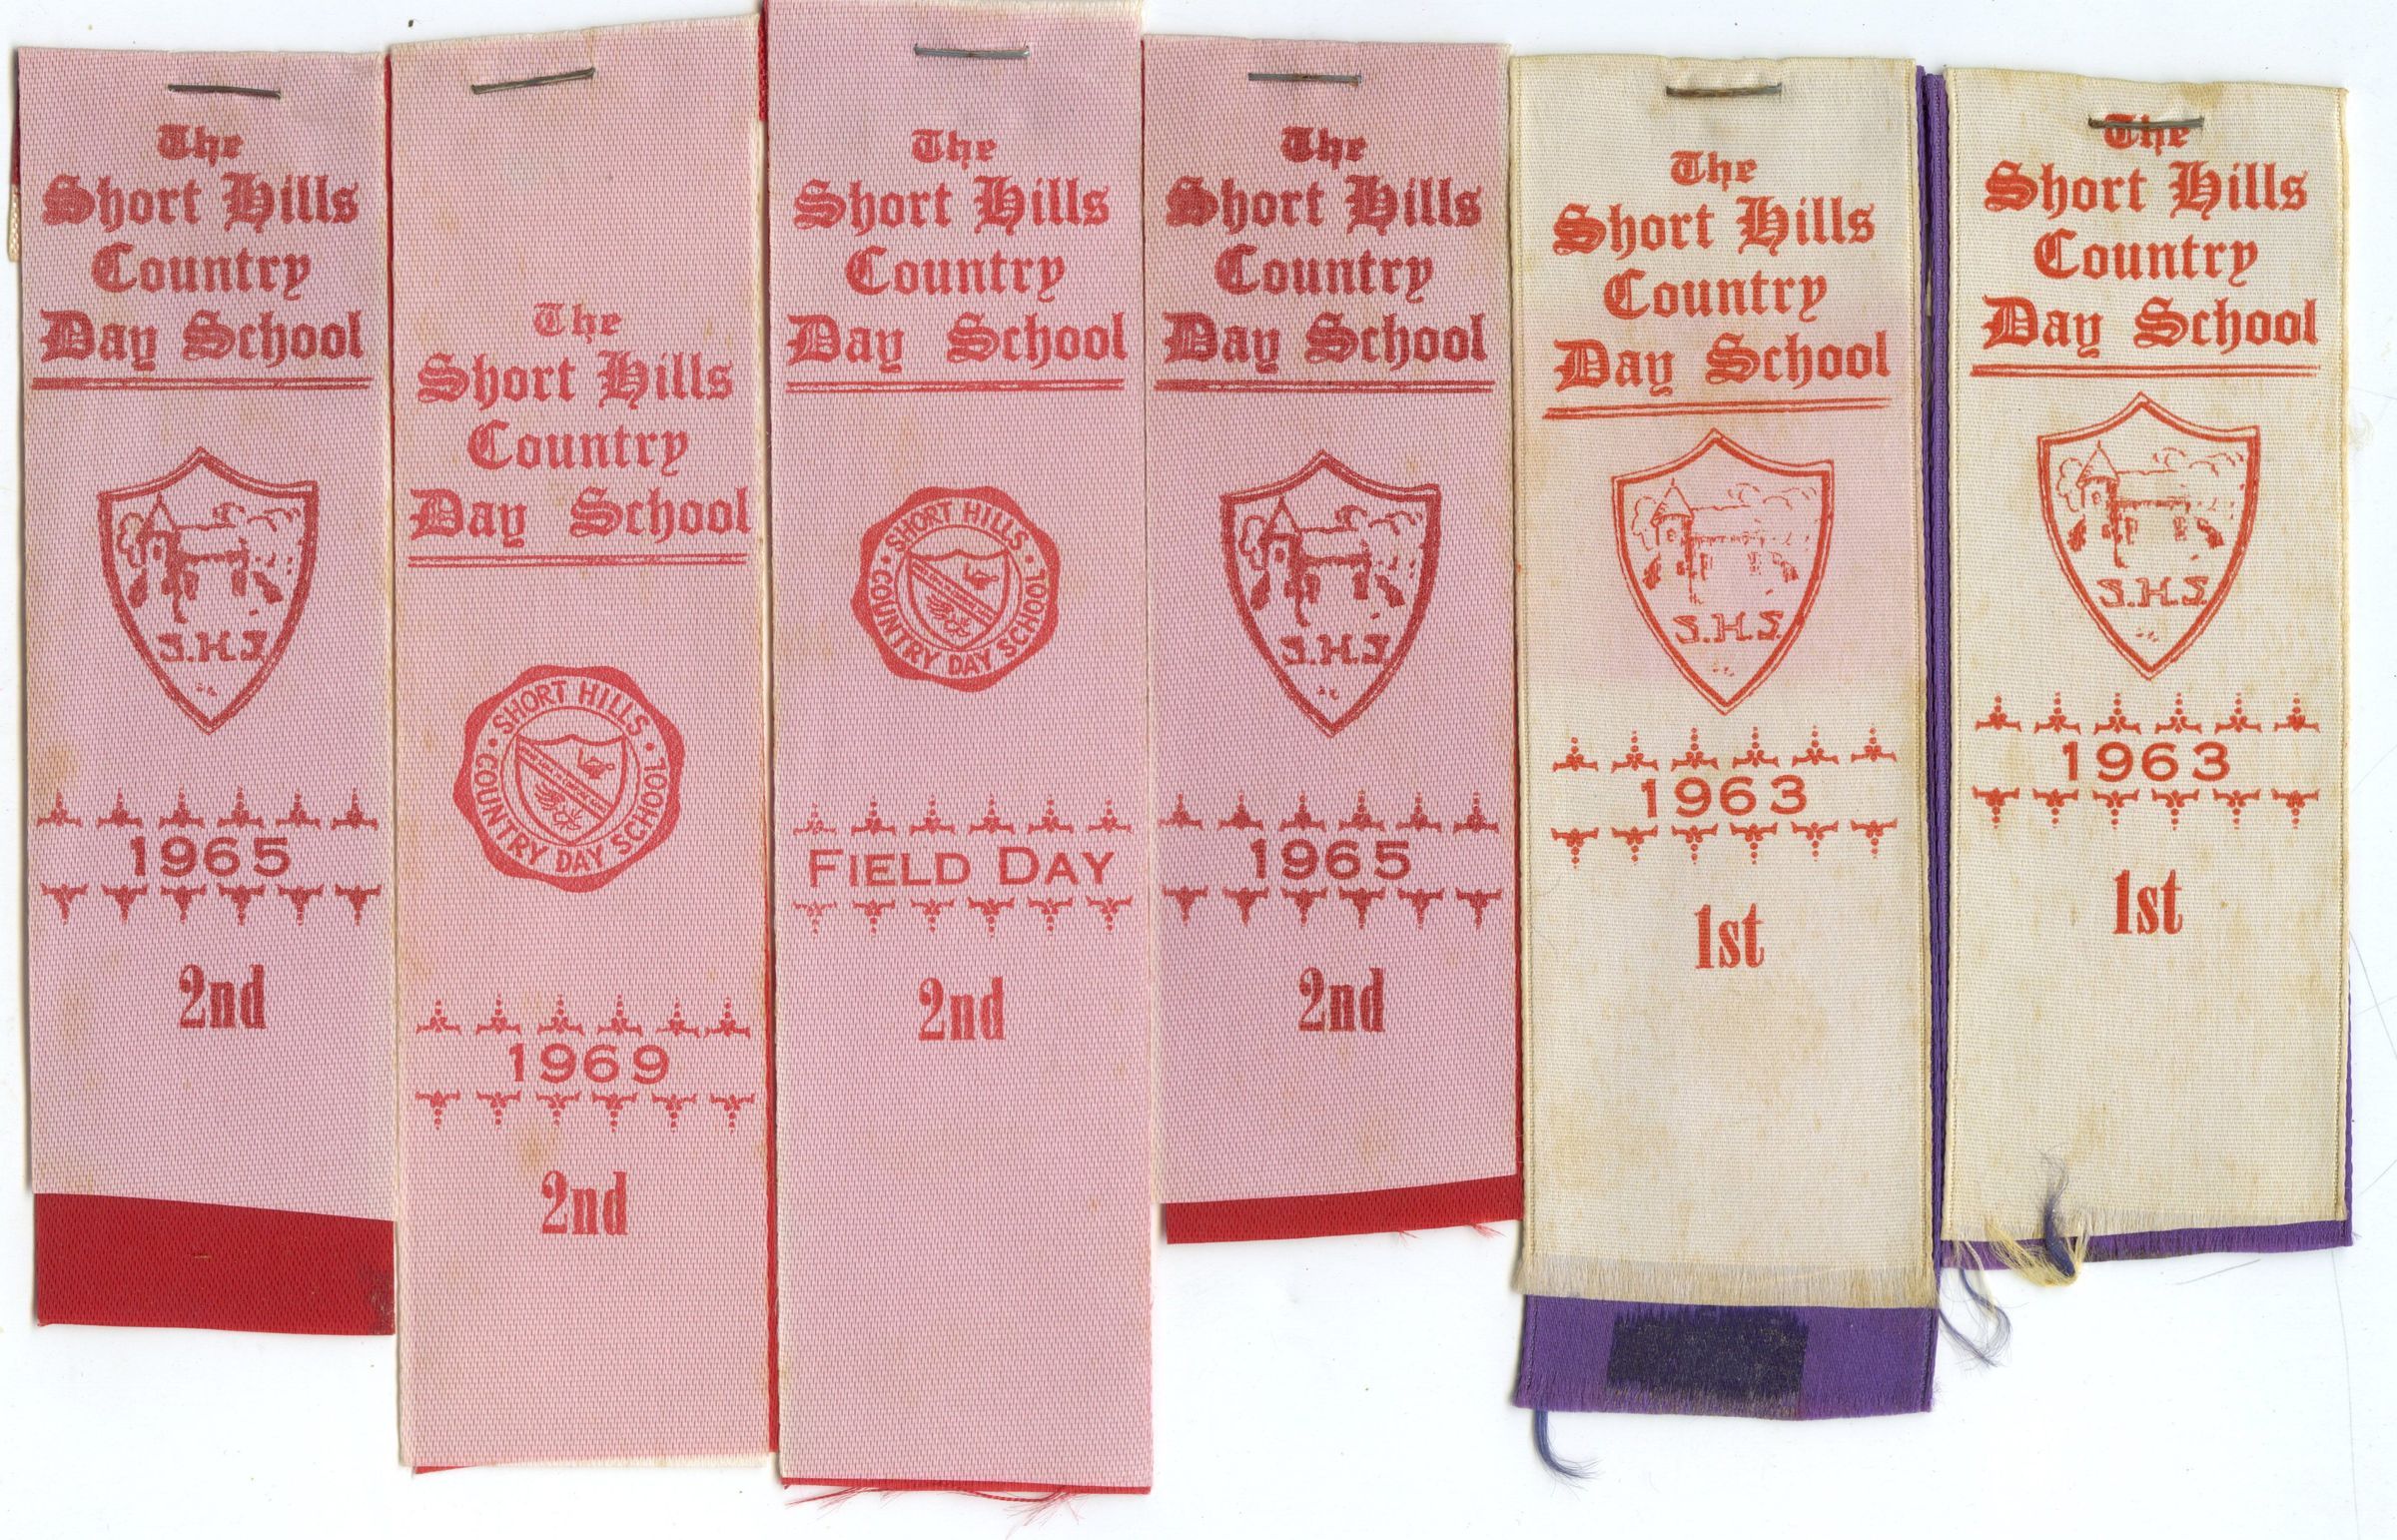 The
Short Hills
Country
Day School
S.H.S.
1965
2nd
The
Short Hills
Country
Day School
SHORT HILLS
COUNTRY DAY SCHOOL
1969
2nd
The
Short Hills
Country
Day School
SHORT HILLS
COUNTRY DAY SCHOOL
FIELD DAY
2nd
The
Short Hills
Country
Day School
S.H.S
1965
2nd
The
Short Hills
Country
Day School
S.H.S.
1963
1st
The
Short Hills
Country
Day School
S.H.S.
1963
1st